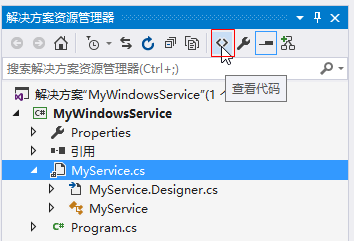 解决方案资源管理器
搜索解决方案资源管理器(Ctrl+;)
查看代码
解决方案"MyWindowsService"(1 个
C# MyWindowsService
Properties
引用
MyService.cs
MyService.Designer.cs
MyService
C# Program.cs